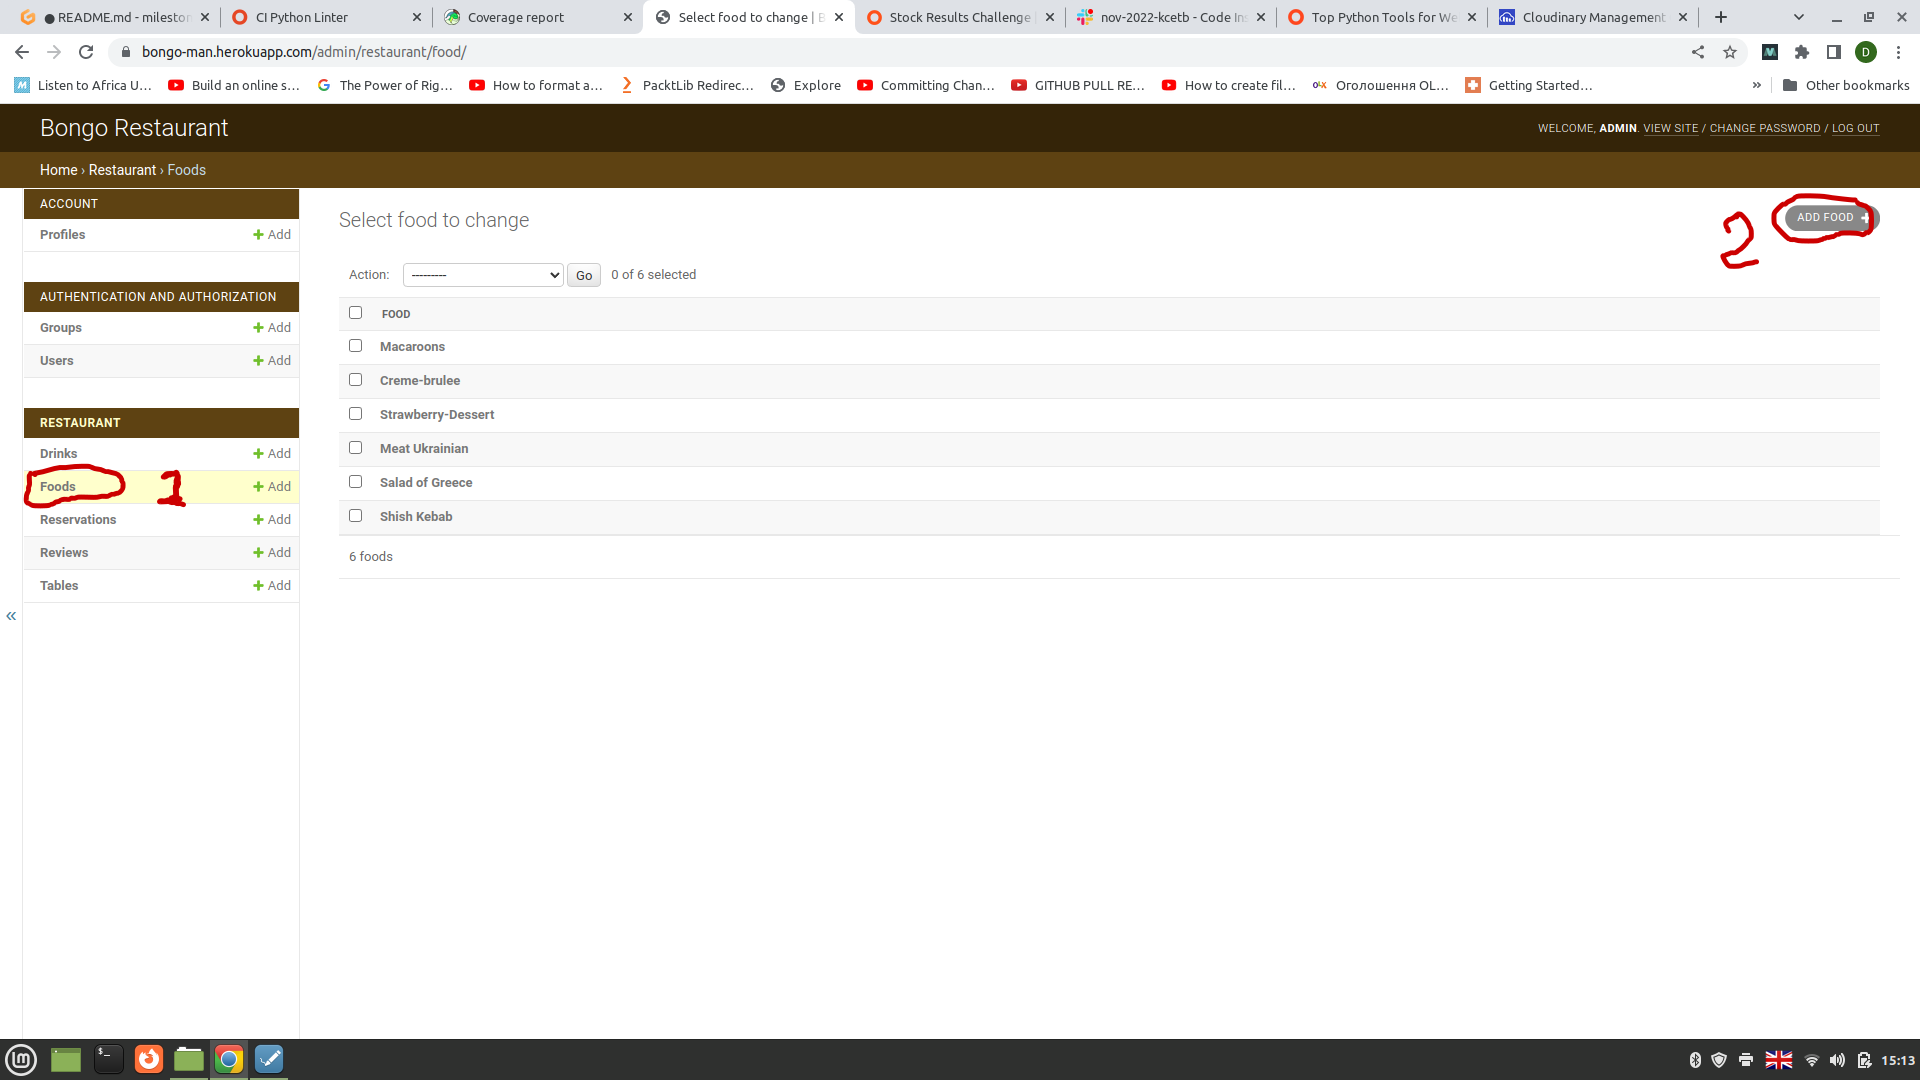 ● README.md - mileston
CI Python Linter
Coverage report
Select food to change | B
Stock Results Challenge |
nov-2022-kcetb - Code Ins
Top Python Tools for We
Cloudinary Management
bongo-man.herokuapp.com/admin/restaurant/food/
D
Listen to Africa U...
Build an online s...
The Power of Rig...
How to format a...
PacktLib Redirec...
Explore
Committing Chan...
GITHUB PULL RE...
How to create fil...
Оголошення OL...
Getting Started...
»
Other bookmarks
Bongo Restaurant
WELCOME, ADMIN. VIEW SITE / CHANGE PASSWORD / LOG OUT
Home › Restaurant › Foods
ACCOUNT
Profiles + Add
AUTHENTICATION AND AUTHORIZATION
Groups + Add
Users + Add
RESTAURANT
Drinks + Add
Foods 1 + Add
Reservations + Add
Reviews + Add
Tables + Add
«
Select food to change
2
ADD FOOD +
Action: --------- Go 0 of 6 selected
FOOD
Macaroons
Creme-brulee
Strawberry-Dessert
Meat Ukrainian
Salad of Greece
Shish Kebab
6 foods
15:13